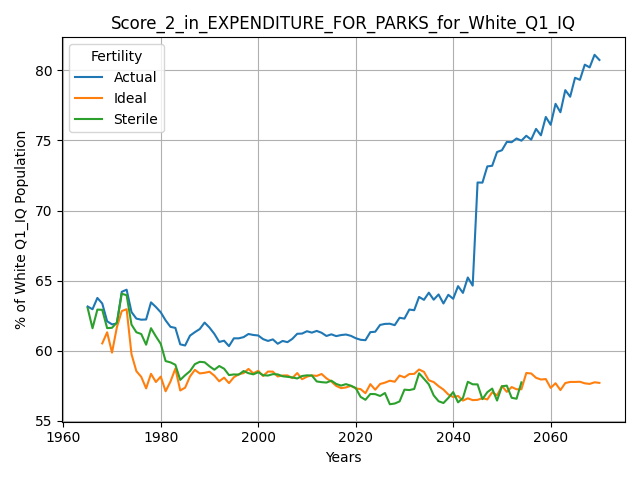 Score_2_in_EXPENDITURE_FOR_PARKS_for_White_Q1_IQ
Fertility
Actual
Ideal
Sterile
% of White Q1_IQ Population
80
75
70
65
60
55
1960
1980
2000
2020
2040
2060
Years